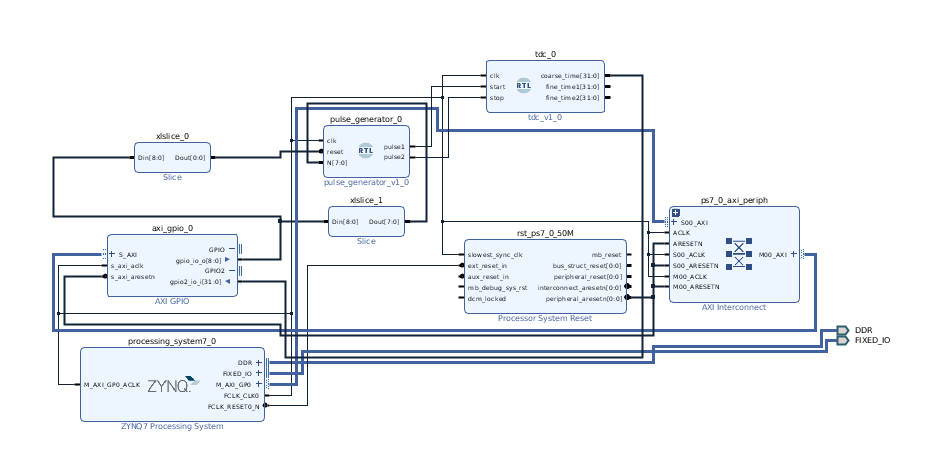 tdc_0
clk
start
stop
RTL
coarse_time[31:0]
fine_time1[31:0]
fine_time2[31:0]
tdc_v1_0
pulse_generator_0
clk
reset
N[7:0]
RTL
pulse1
pulse2
pulse_generator_v1_0
xlslice_0
Din[8:0] Dout[0:0]
Slice
xlslice_1
Din[8:0] Dout[7:0]
Slice
axi_gpio_0
S_AXI
s_axi_aclk
s_axi_aresetn
GPIO
gpio_io_o[8:0]
GPIO2
gpio2_io_i[31:0]
AXI GPIO
rst_ps7_0_50M
slowest_sync_clk
ext_reset_in
aux_reset_in
mb_debug_sys_rst
dcm_locked
mb_reset
bus_struct_reset[0:0]
peripheral_reset[0:0]
interconnect_aresetn[0:0]
peripheral_aresetn[0:0]
Processor System Reset
ps7_0_axi_periph
S00_AXI
ACLK
ARESETN
S00_ACLK
S00_ARESETN
M00_ACLK
M00_ARESETN
M00_AXI
AXI Interconnect
DDR
FIXED_IO
processing_system7_0
M_AXI_GP0_ACLK
ZYNQ
DDR
FIXED_IO
M_AXI_GP0
FCLK_CLK0
FCLK_RESET0_N
ZYNQ7 Processing System